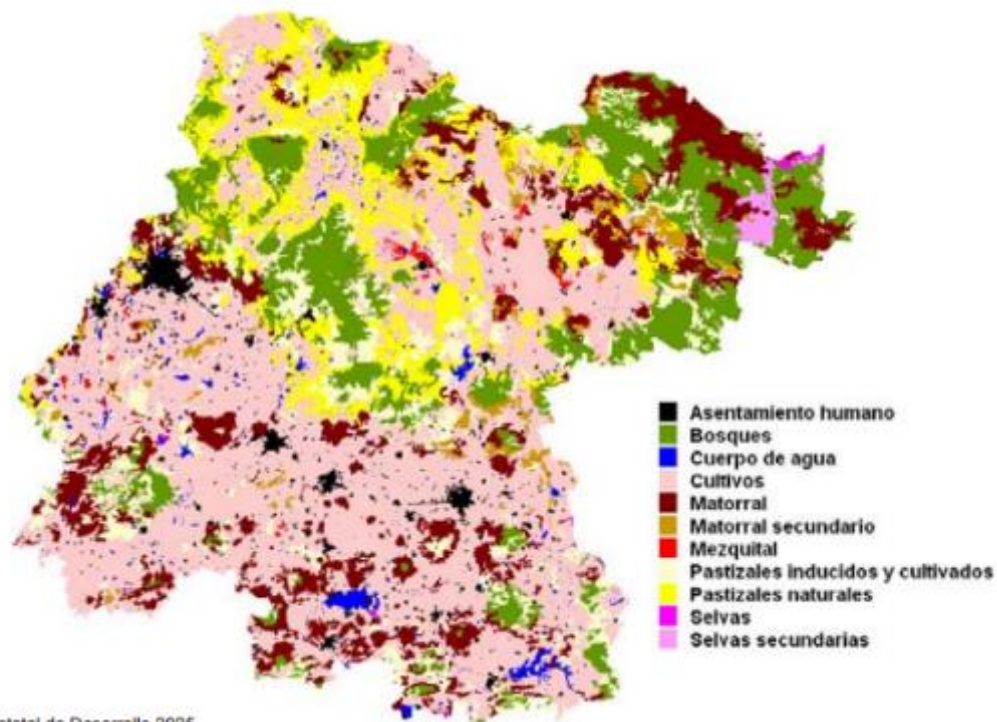 Asentamiento humano
Bosques
Cuerpo de agua
Cultivos
Matorral
Matorral secundario
Mezquital
Pastizales inducidos y cultivados
Pastizales naturales
Selvas
Selvas secundarias
de Desarrollo